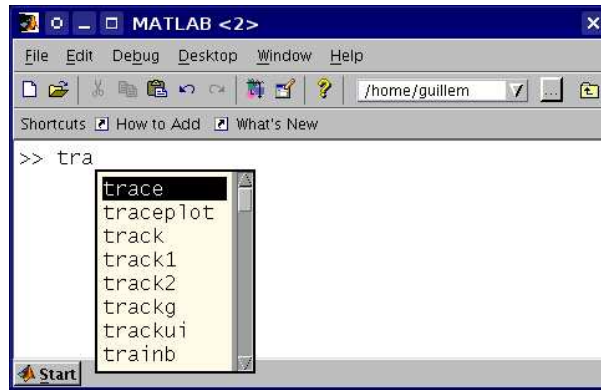 MATLAB <2>
File Edit Debug Desktop Window Help
/home/guillem ...
Shortcuts How to Add What's New
>> tra
trace
traceplot
track
track1
track2
trackg
trackui
trainb
Start